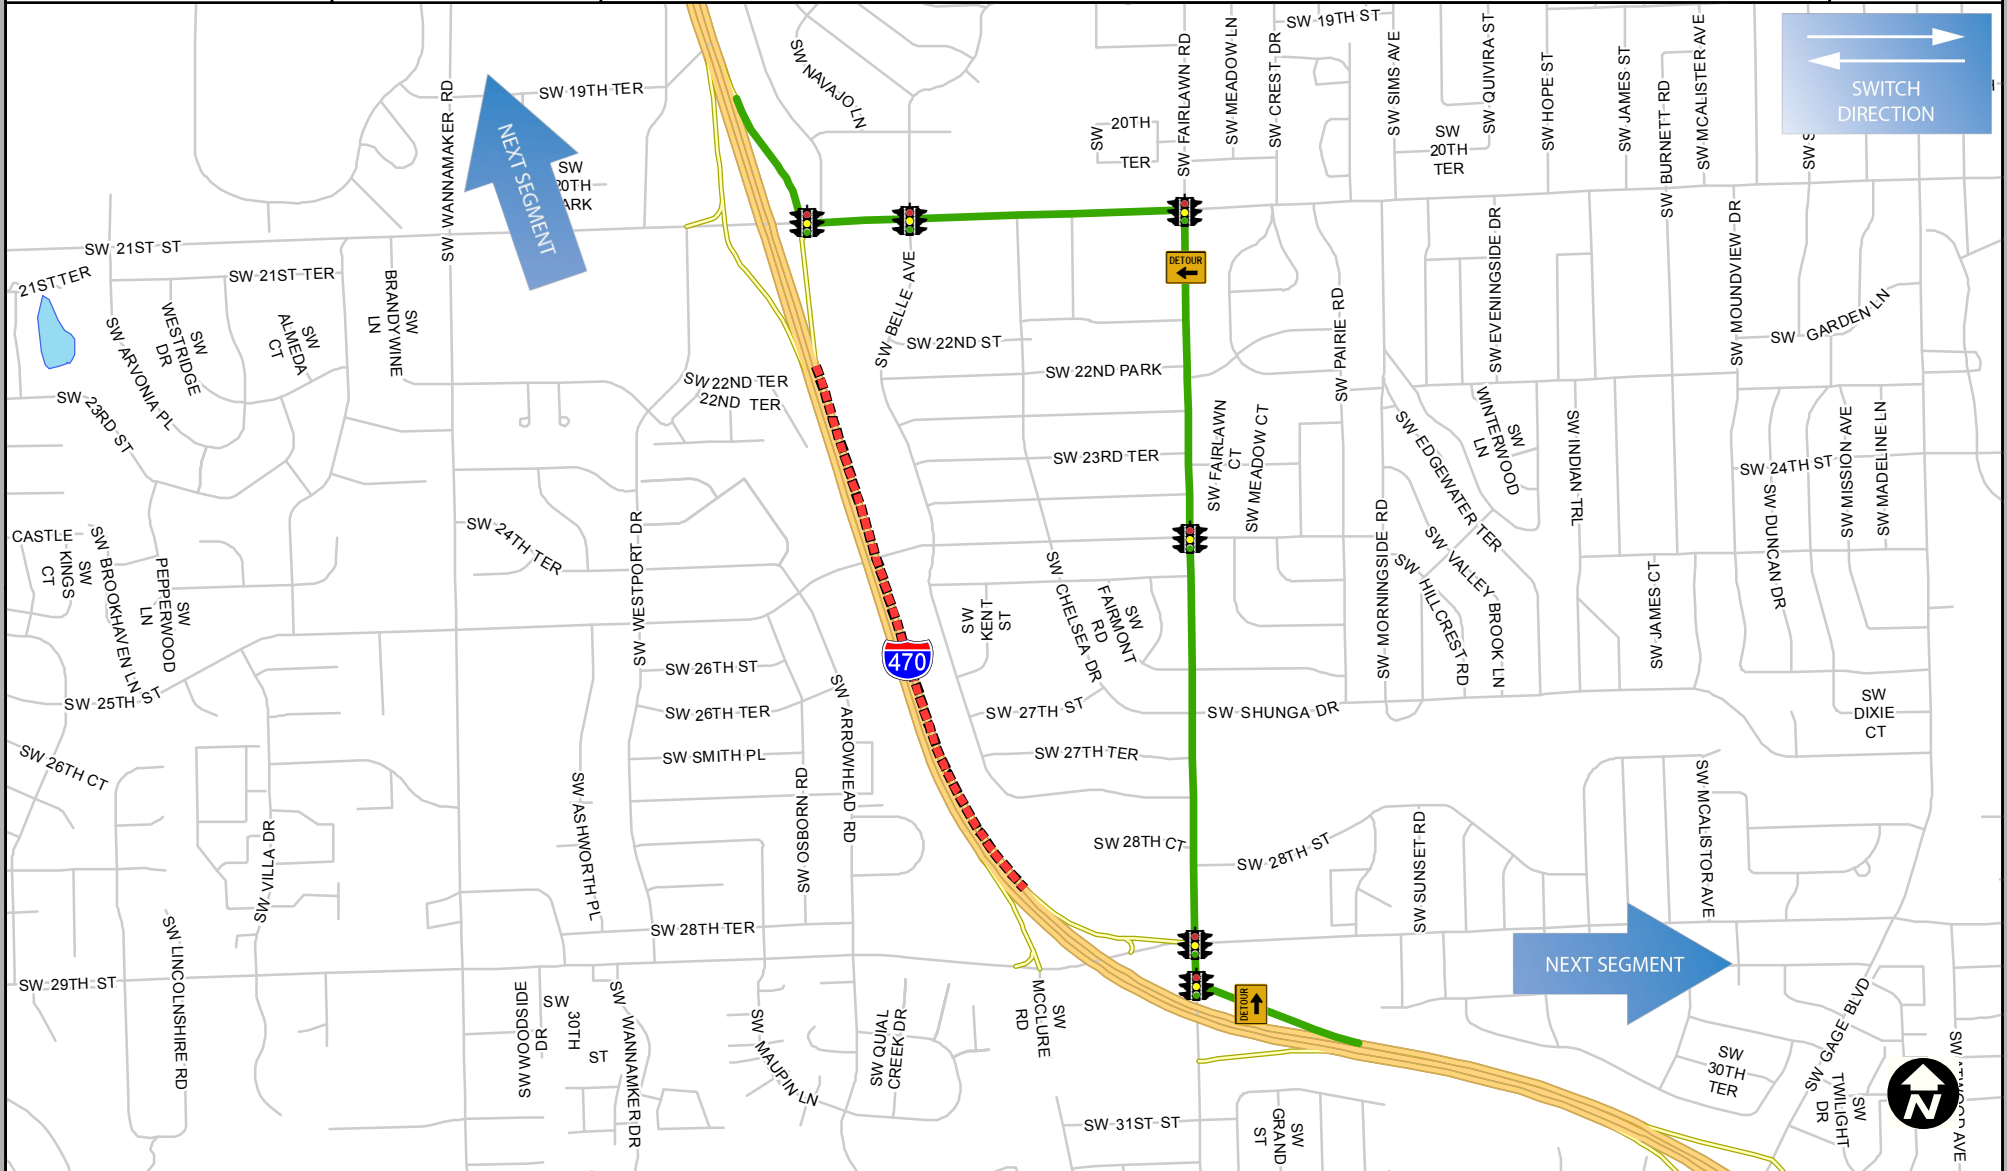 SW 19TH ST
SWITCH
DIRECTION
SW NAVAJO LN
SW 19TH TER
SW WANNAMAKER RD
NEXT SEGMENT
SW
20TH
PARK
SW
20TH
TER
SW FAIRLAWN RD
SW MEADOW LN
SW CREST DR
SW SIMS AVE
SW QUIVIRA ST
SW
20TH
TER
SW HOPE ST
SW JAMES ST
SW BURNETT RD
SW MCALISTER AVE
SW S
SW 21ST ST
21ST TER
SW 21ST TER
SW ARVONIA PL
SW
WESTRIDGE
DR
SW
ALMEDA
CT
SW
BRANDYWINE
LN
SW BELLE AVE
DETOUR
SW 22ND ST
SW 22ND PARK
SW 22ND TER
22ND TER
SW PAIRIE RD
SW EVENINGSIDE DR
SW MOUNDVIEW DR
SW GARDEN LN
SW 23RD ST
SW 23RD TER
SW FAIRLAWN
CT
SW MEADOW CT
SW EDGEWATER TER
SW
WINTERWOOD
LN
SW INDIAN TRL
SW 24TH ST
SW DUNCAN DR
SW MISSION AVE
SW MADELINE LN
CASTLE
SW
KINGS
CT
SW BROOKHAVEN LN
SW
PEPPERWOOD
LN
SW 24TH TER
SW WESTPORT DR
SW
KENT
ST
SW CHELSEA DR
SW
FAIRMONT
RD
SW MORNINGSIDE RD
SW HILLCREST RD
SW VALLEY BROOK LN
SW JAMES CT
SW 25TH ST
SW 26TH ST
470
SW 26TH TER
SW 27TH ST
SW SHUNGA DR
SW
DIXIE
CT
SW 26TH CT
SW SMITH PL
SW 27TH TER
SW ARROWHEAD RD
SW OSBORN RD
SW ASHWORTH PL
SW VILLA DR
SW 28TH CT
SW 28TH ST
SW SUNSET RD
SW MCALISTOR AVE
SW 28TH TER
NEXT SEGMENT
SW 29TH ST
SW LINCOLNSHIRE RD
SW WOODSIDE
DR
SW
30TH
ST
SW WANNAMKER DR
SW MAUPIN LN
SW QUIAL
CREEK DR
SW
MCCLURE
RD
DETOUR
SW 31ST ST
SW
GRAND
ST
SW
30TH
TER
SW GAGE BLVD
SW
TWILIGHT
DR
SW ATWOOD AVE
N